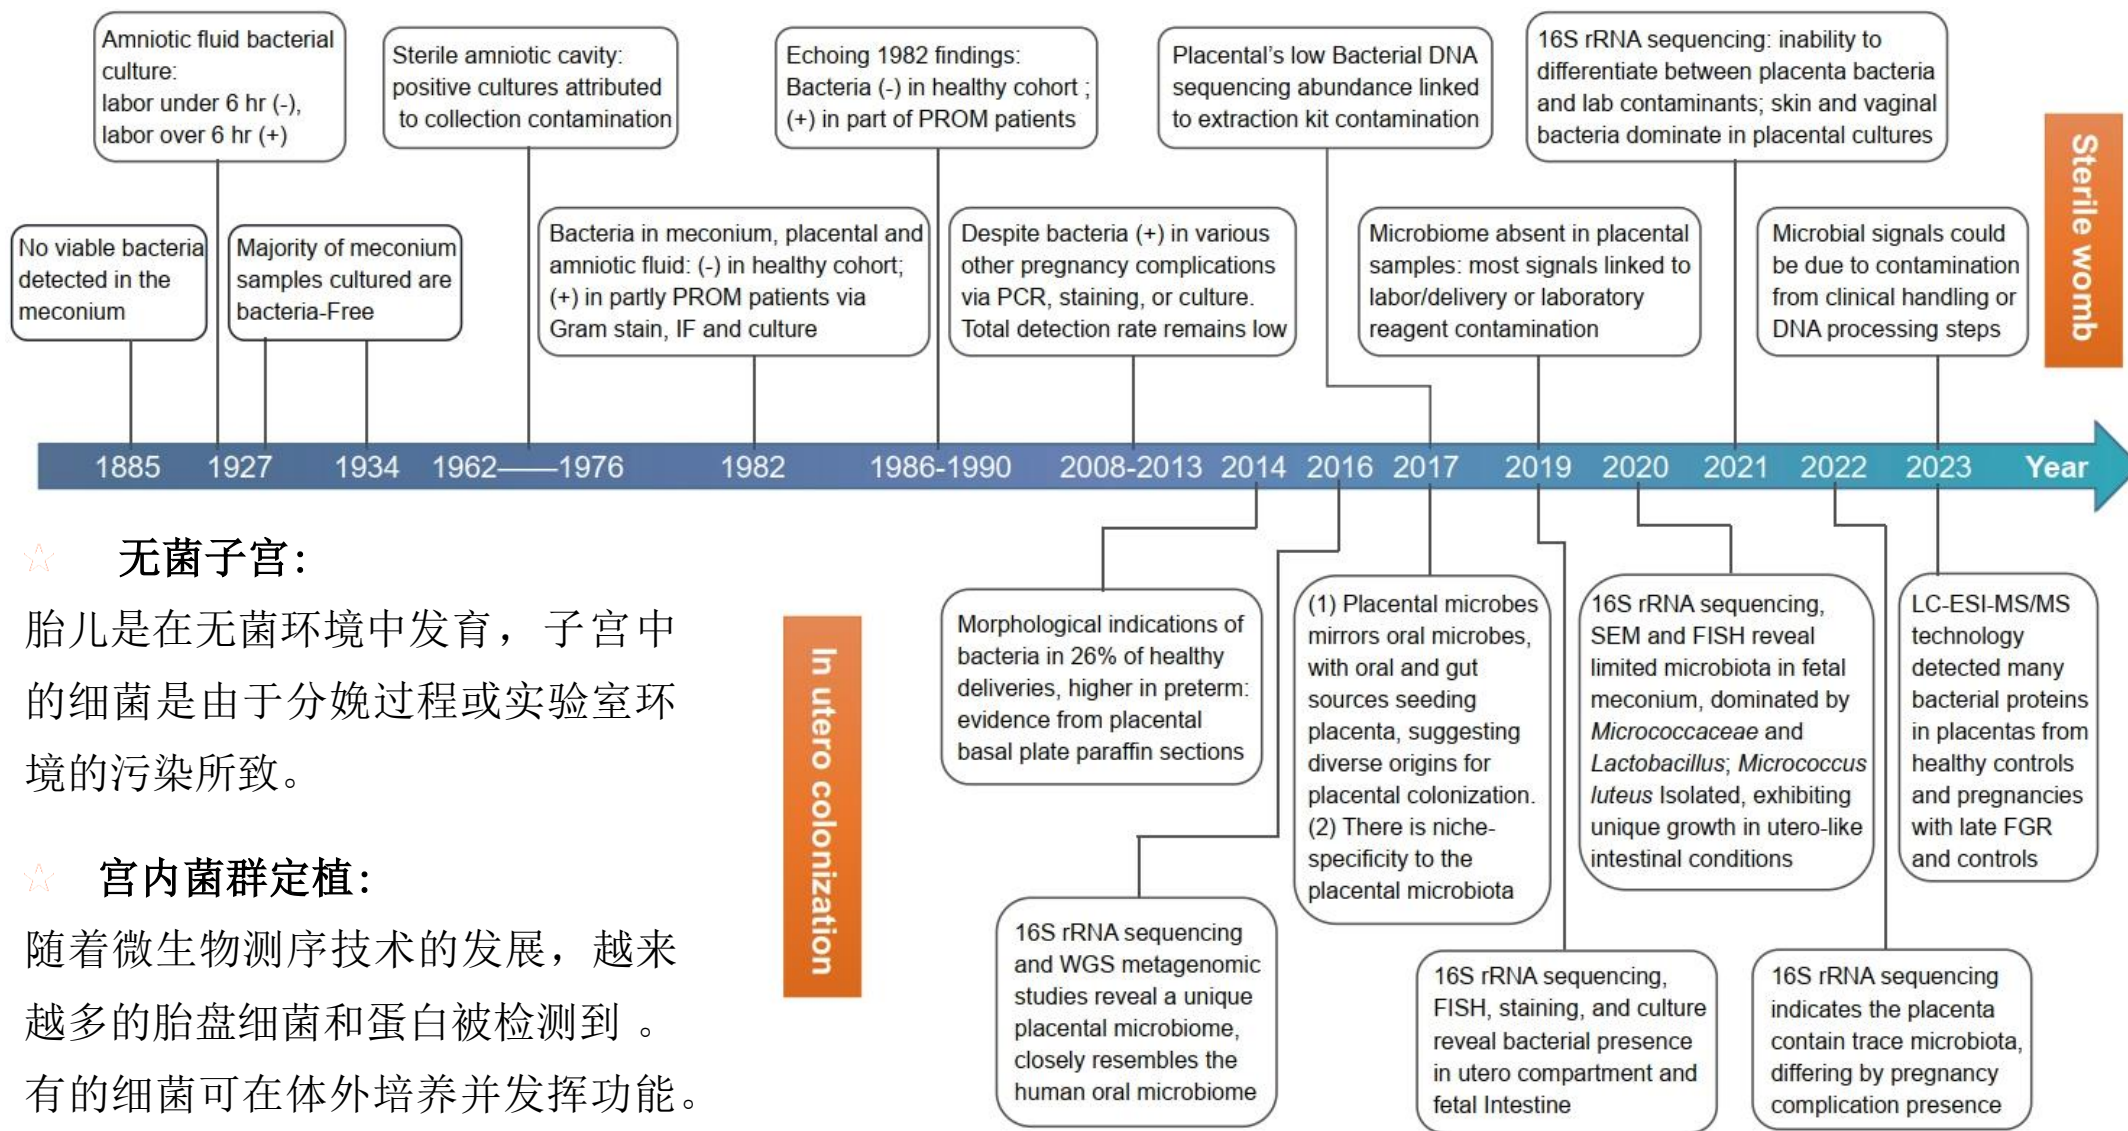 Amniotic fluid bacterial
culture:
labor under 6 hr (-),
labor over 6 hr (+)
Sterile amniotic cavity:
positive cultures attributed
to collection contamination
Echoing 1982 findings:
Bacteria (-) in healthy cohort ;
(+) in part of PROM patients
Placental's low Bacterial DNA
sequencing abundance linked
to extraction kit contamination
16S rRNA sequencing: inability to
differentiate between placenta bacteria
and lab contaminants; skin and vaginal
bacteria dominate in placental cultures
Sterile womb
No viable bacteria
detected in the
meconium
Majority of meconium
samples cultured are
bacteria-Free
Bacteria in meconium, placental and
amniotic fluid: (-) in healthy cohort;
(+) in partly PROM patients via
Gram stain, IF and culture
Despite bacteria (+) in various
other pregnancy complications
via PCR, staining, or culture.
Total detection rate remains low
Microbiome absent in placental
samples: most signals linked to
labor/delivery or laboratory
reagent contamination
Microbial signals could
be due to contamination
from clinical handling or
DNA processing steps
1885 1927 1934 1962——1976 1982 1986-1990 2008-2013 2014 2016 2017 2019 2020 2021 2022 2023 Year
无菌子宫:
胎儿是在无菌环境中发育，子宫中
的细菌是由于分娩过程或实验室环
境的污染所致。
宫内菌群定植:
随着微生物测序技术的发展，越来
越多的胎盘细菌和蛋白被检测到 。
有的细菌可在体外培养并发挥功能。
In utero colonization
Morphological indications of
bacteria in 26% of healthy
deliveries, higher in preterm:
evidence from placental
basal plate paraffin sections
16S rRNA sequencing
and WGS metagenomic
studies reveal a unique
placental microbiome,
closely resembles the
human oral microbiome
(1) Placental microbes
mirrors oral microbes,
with oral and gut
sources seeding
placenta, suggesting
diverse origins for
placental colonization.
(2) There is niche-
specificity to the
placental microbiota
16S rRNA sequencing,
FISH, staining, and culture
reveal bacterial presence
in utero compartment and
fetal Intestine
16S rRNA sequencing,
SEM and FISH reveal
limited microbiota in fetal
meconium, dominated by
Micrococcaceae and
Lactobacillus; Micrococcus
luteus Isolated, exhibiting
unique growth in utero-like
intestinal conditions
16S rRNA sequencing
indicates the placenta
contain trace microbiota,
differing by pregnancy
complication presence
LC-ESI-MS/MS
technology
detected many
bacterial proteins
in placentas from
healthy controls
and pregnancies
with late FGR
and controls